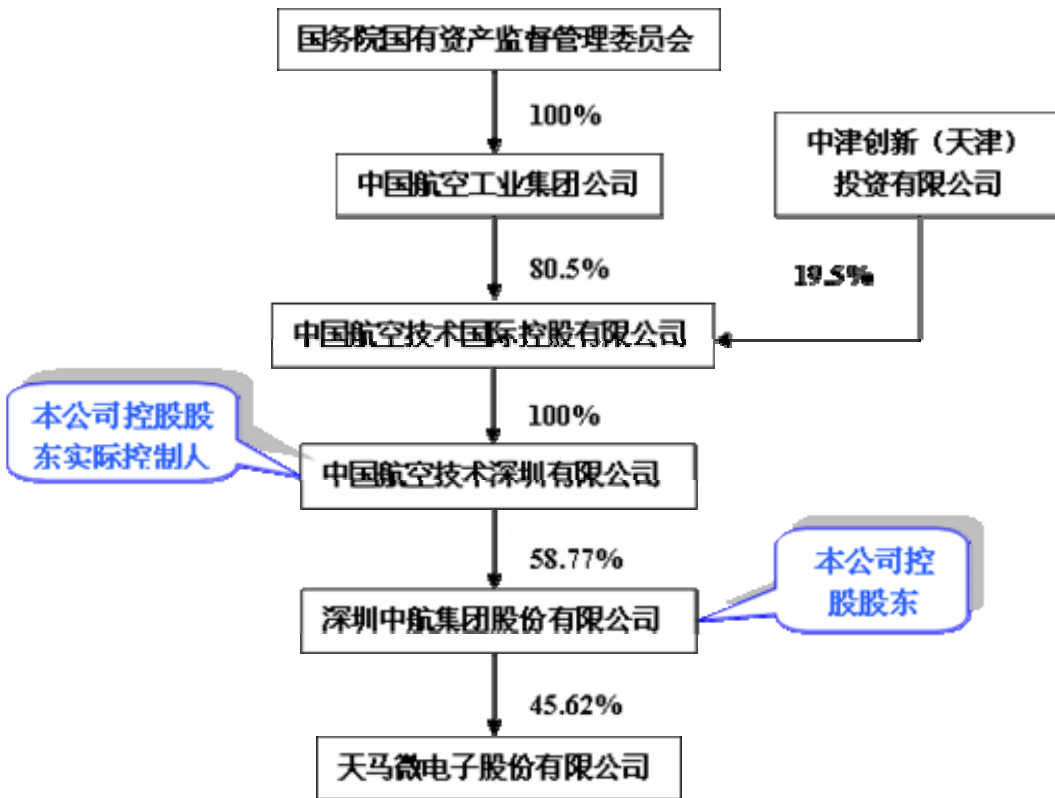 国务院国有资产监督管理委员会
100%
中津创新（天津）
投资有限公司
中国航空工业集团公司
80.5%
19.5%
中国航空技术国际控股有限公司
本公司控股股
东实际控制人
100%
中国航空技术深圳有限公司
58.77%
本公司控
股股东
深圳中航集团股份有限公司
45.62%
天马微电子股份有限公司